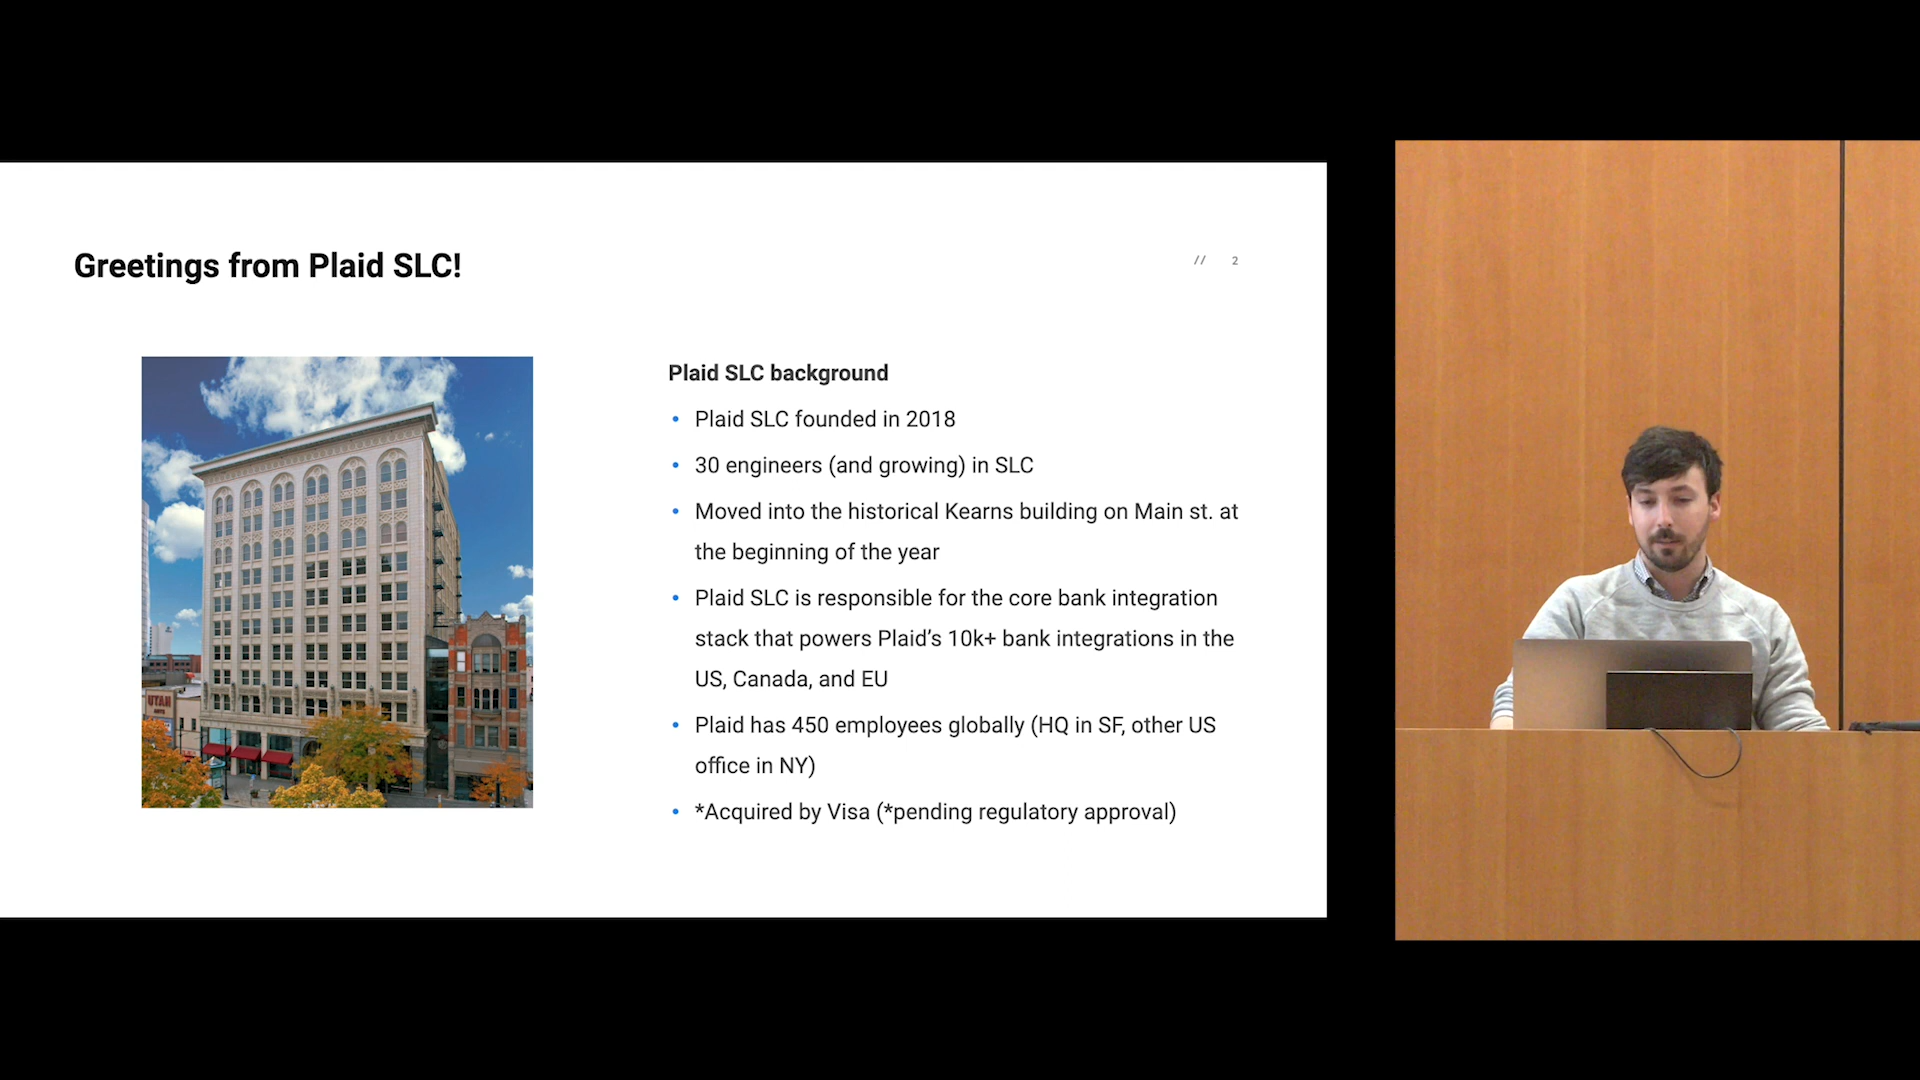 Greetings from Plaid SLC!
// 2
Plaid SLC background
• Plaid SLC founded in 2018
• 30 engineers (and growing) in SLC
• Moved into the historical Kearns building on Main st. at
the beginning of the year
• Plaid SLC is responsible for the core bank integration
stack that powers Plaid’s 10k+ bank integrations in the
US, Canada, and EU
• Plaid has 450 employees globally (HQ in SF, other US
office in NY)
• *Acquired by Visa (*pending regulatory approval)
UTAH